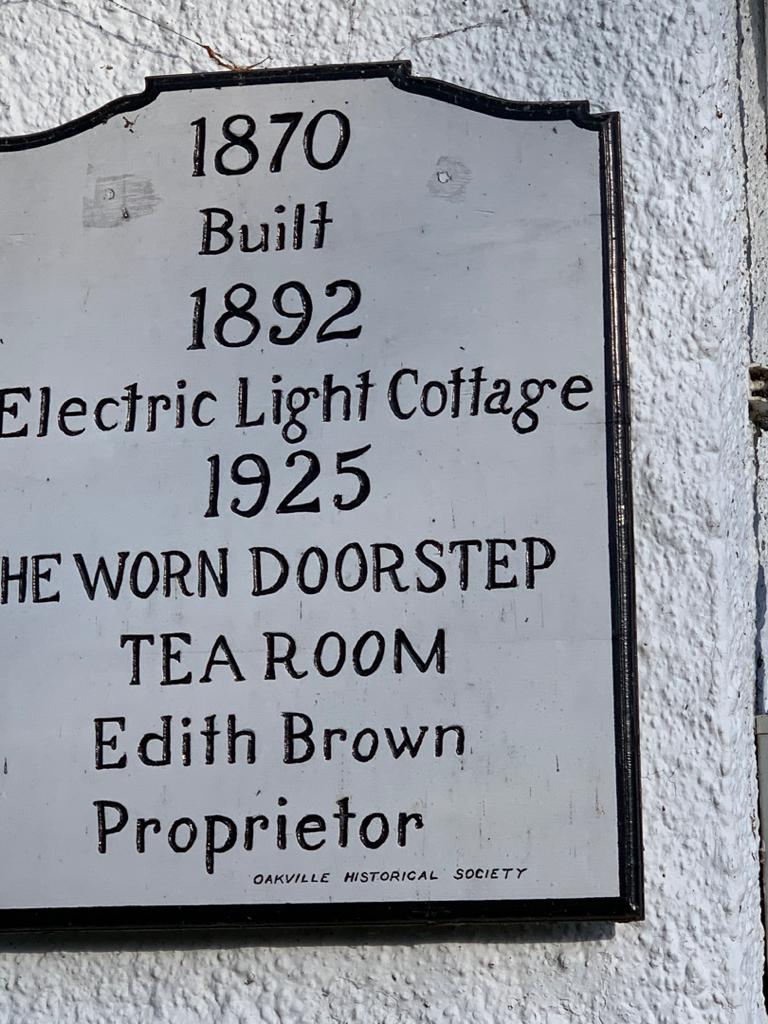 1870
Built
1892
Electric Light Cottage
1925
HE WORN DOORSTEP
TEA ROOM
Edith Brown
Proprietor
OAKVILLE HISTORICAL SOCIETY